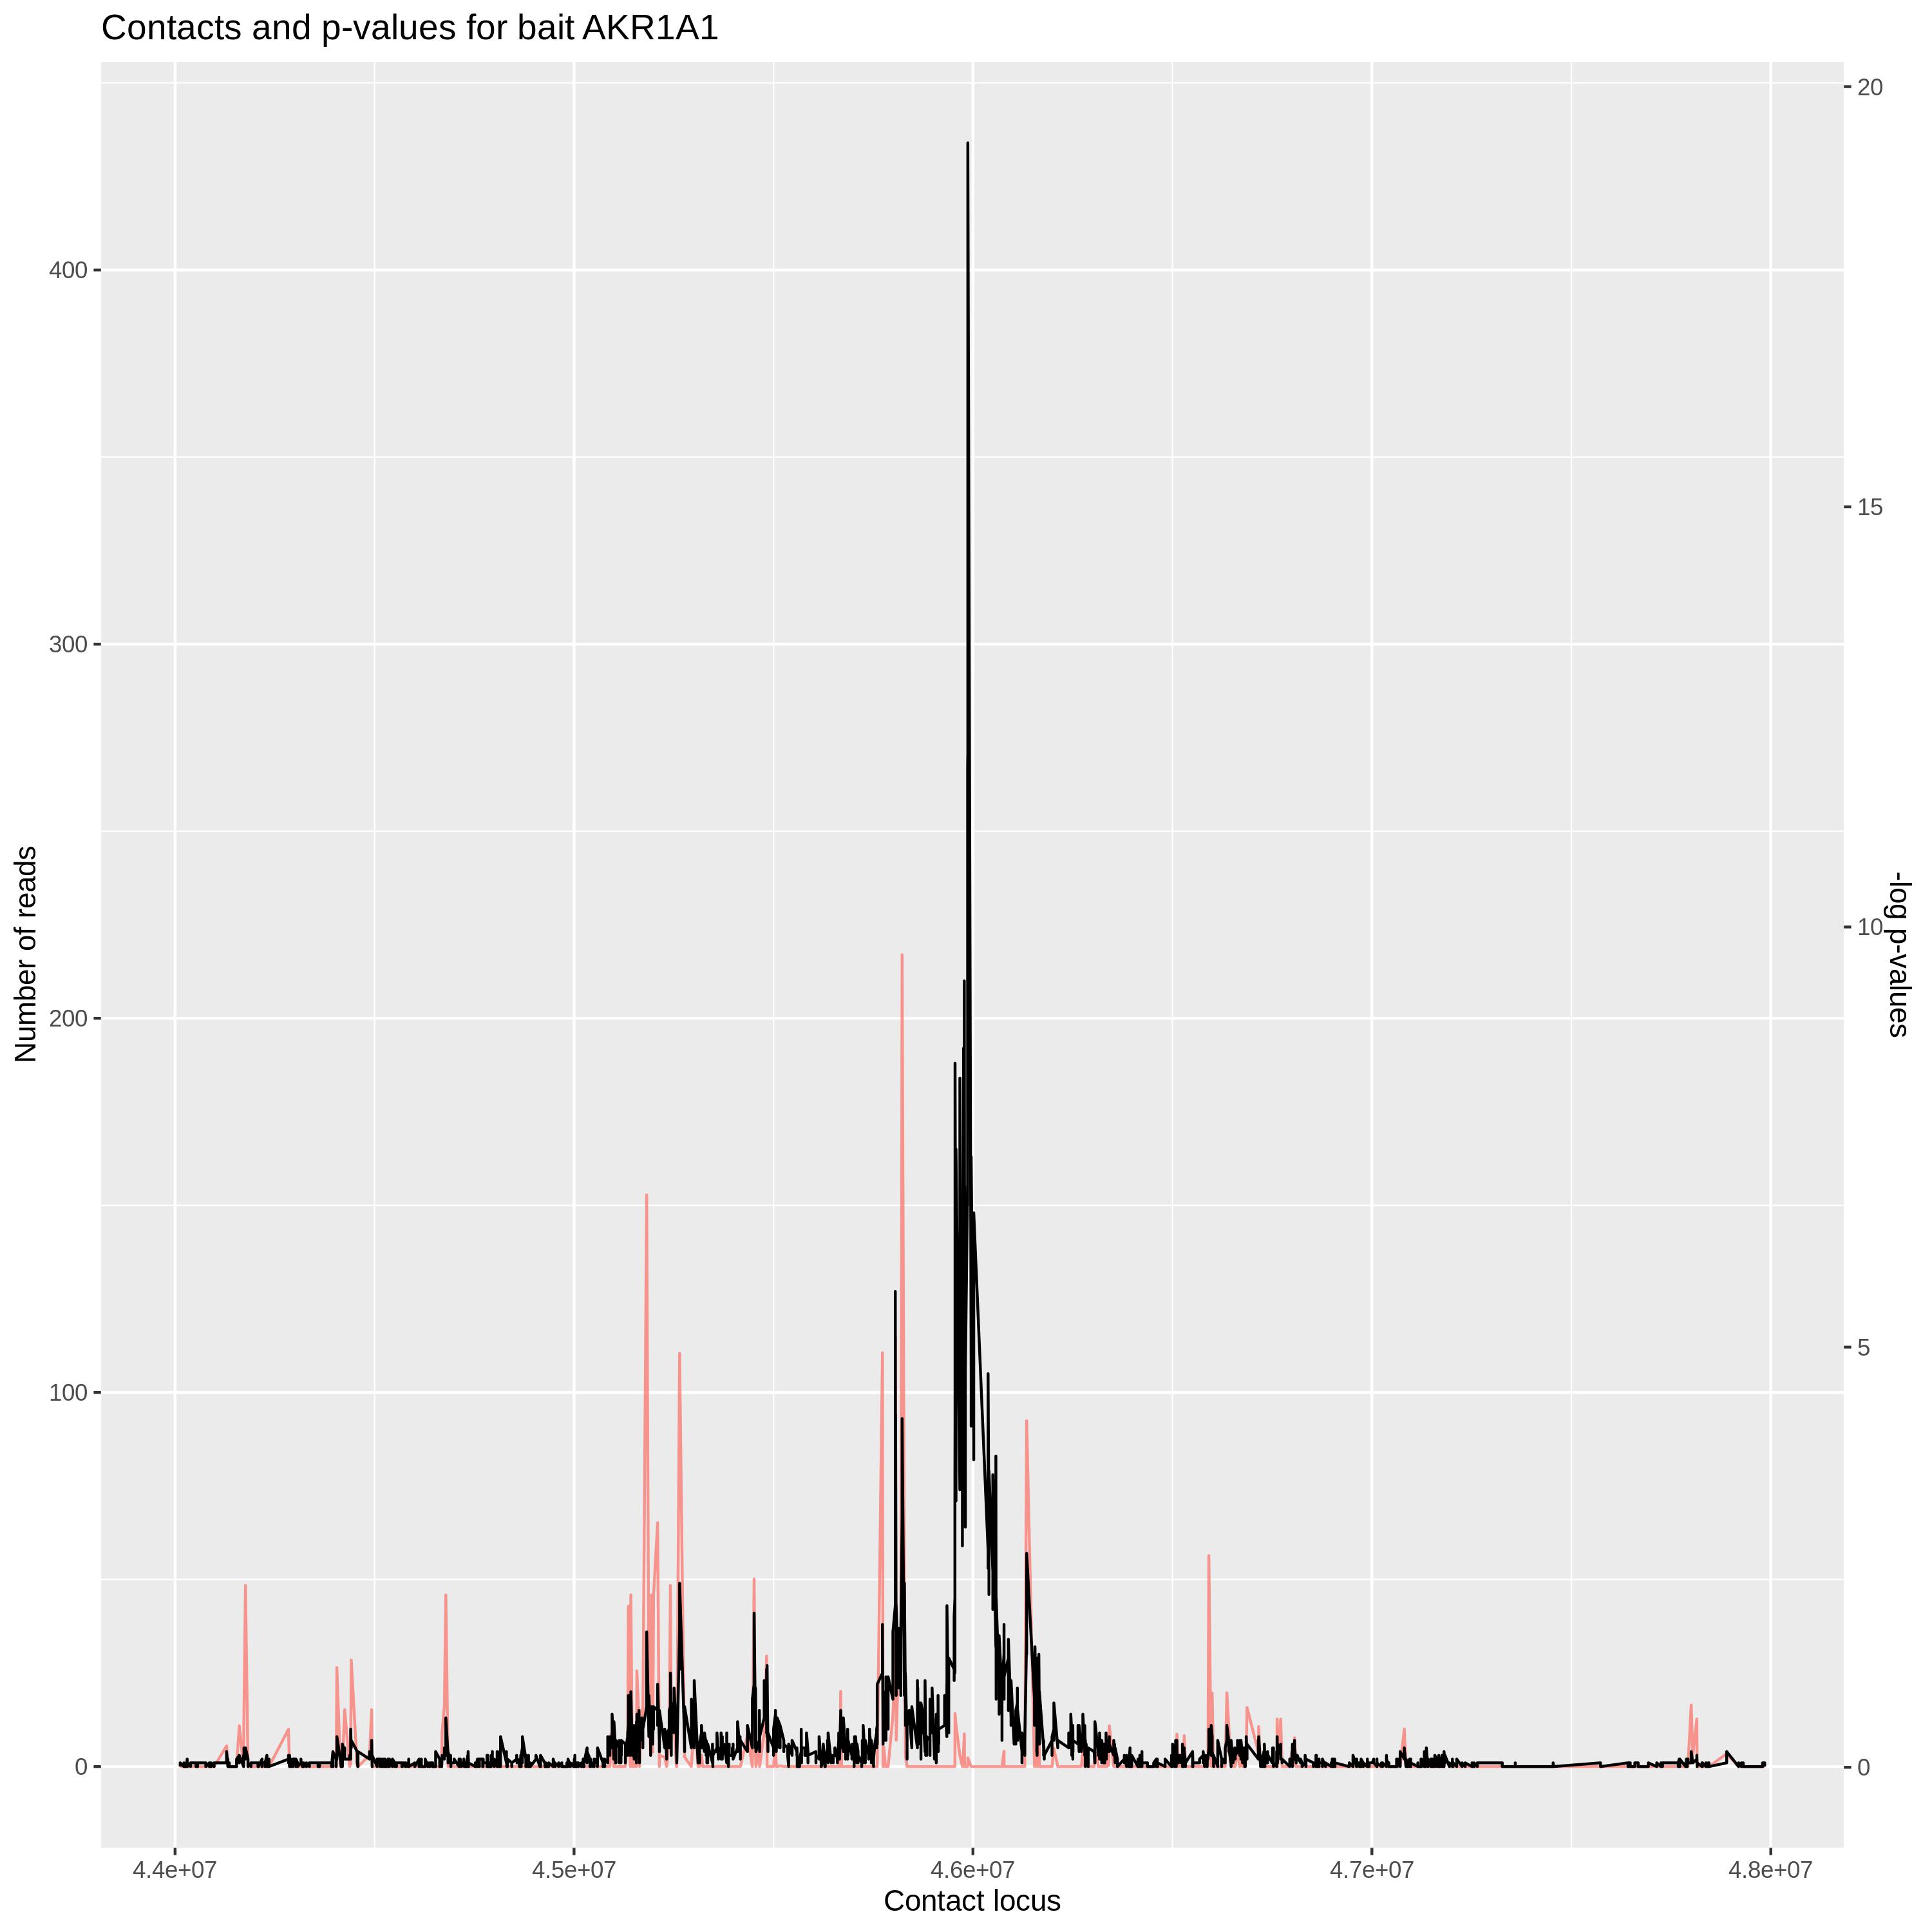 Contacts and p-values for bait AKR1A1
Number of reads
400
300
200
100
0
20
15
10
5
0
-log p-values
4.4e+07 4.5e+07 4.6e+07 4.7e+07 4.8e+07
Contact locus